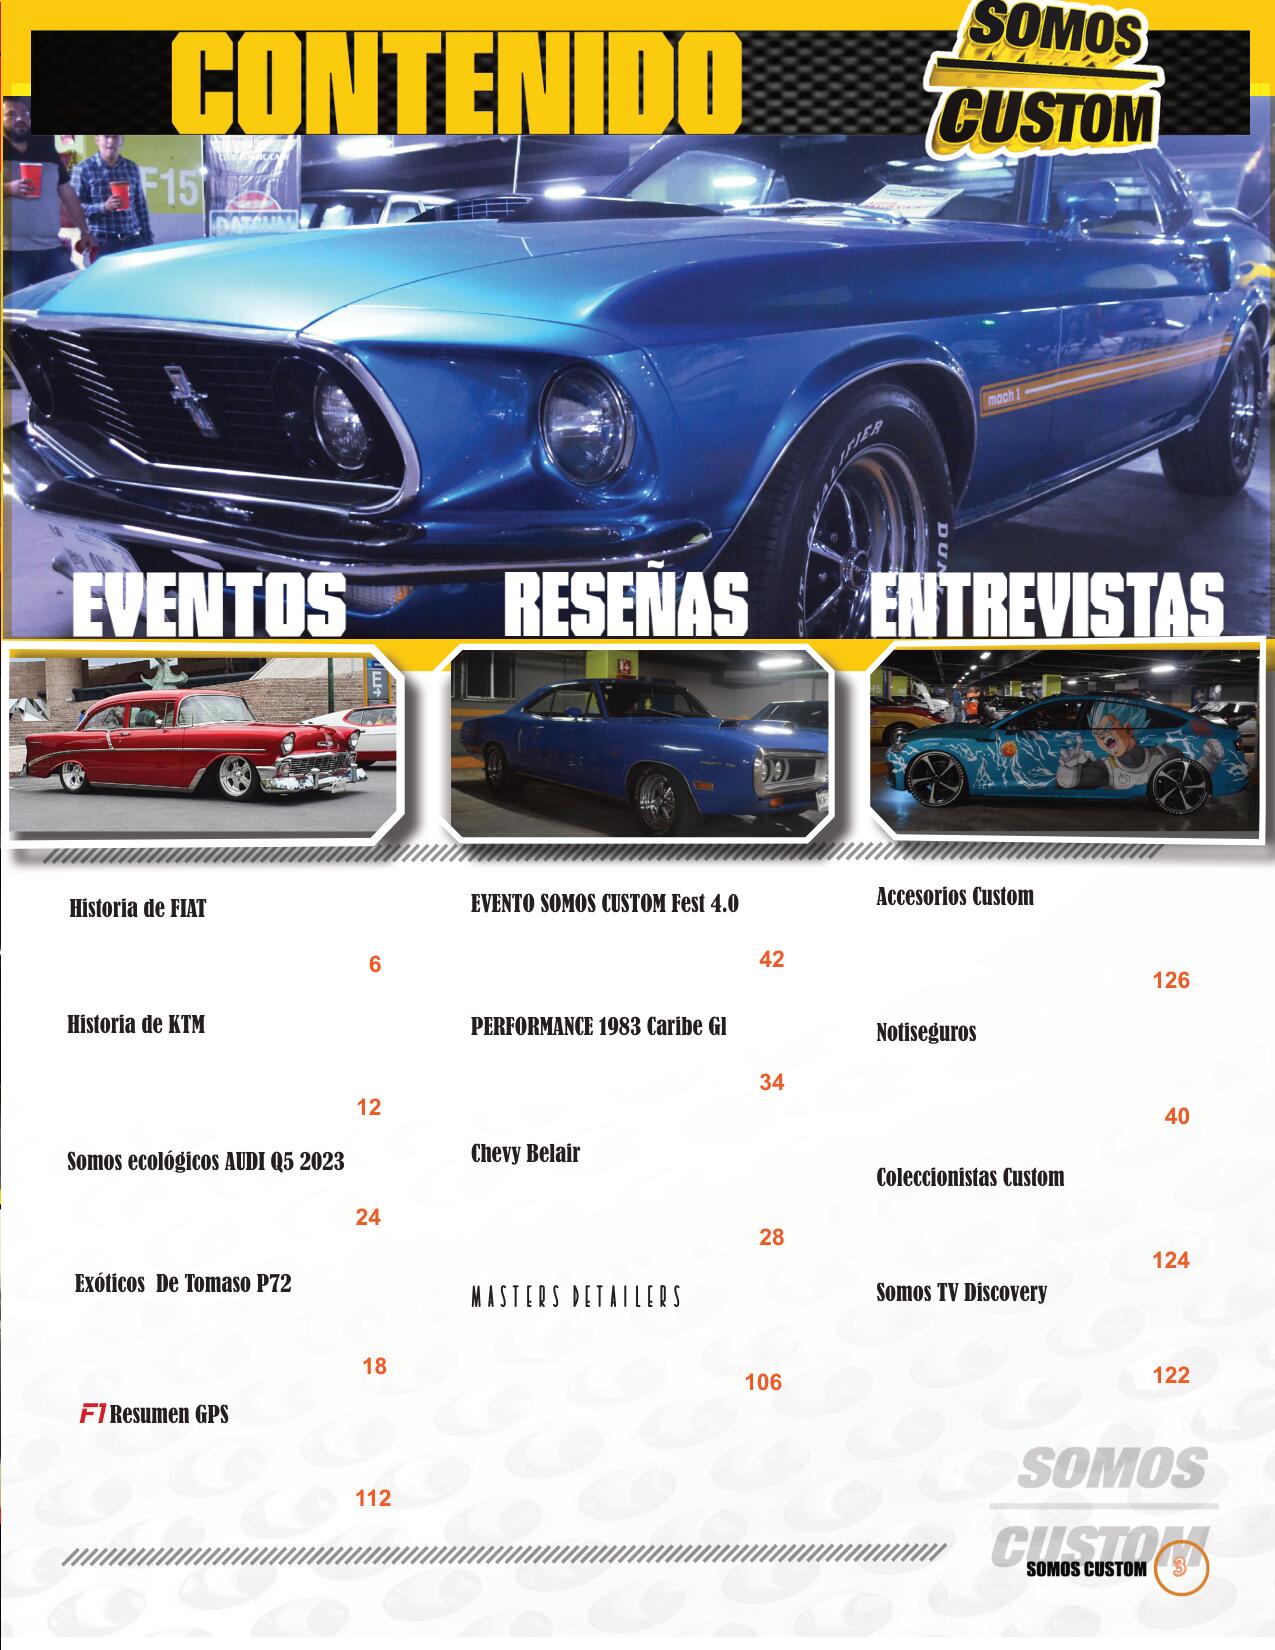 CONTENIDO
SOMOS
CUSTOM
F15
DATSUN
mach 1
QUALIFIER
EVENTOS
RESEÑAS
ENTREVISTAS
E
Historia de FIAT
6
Historia de KTM
12
Somos ecológicos AUDI Q5 2023
24
Exóticos De Tomaso P72
18
F1 Resumen GPS
112
EVENTO SOMOS CUSTOM Fest 4.0
42
PERFORMANCE 1983 Caribe Gl
34
Chevy Belair
28
MASTERS DETAILERS
106
Accesorios Custom
126
Notiseguros
40
Coleccionistas Custom
124
Somos TV Discovery
122
SOMOS
CUSTOM
SOMOS CUSTOM 3